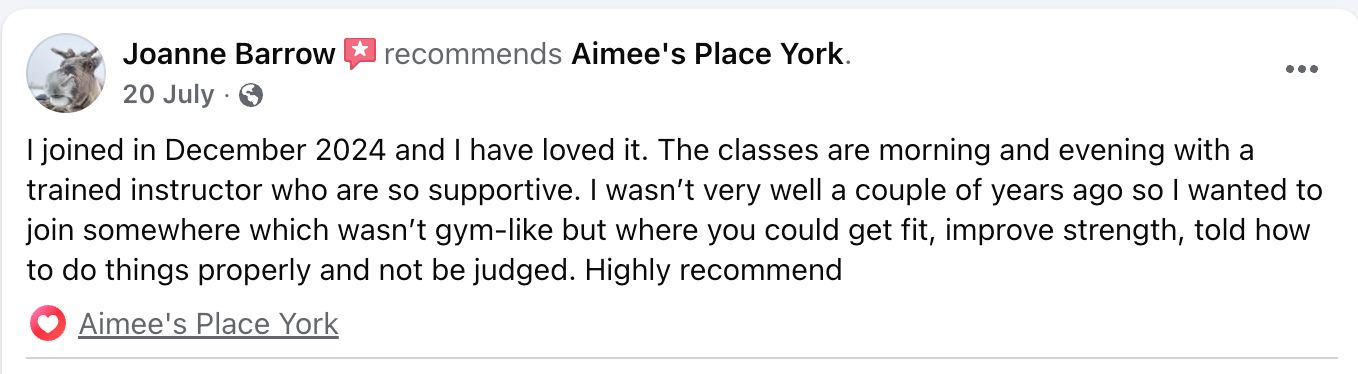 Joanne Barrow recommends Aimee's Place York.
20 July ·
I joined in December 2024 and I have loved it. The classes are morning and evening with a
trained instructor who are so supportive. I wasn’t very well a couple of years ago so I wanted to
join somewhere which wasn’t gym-like but where you could get fit, improve strength, told how
to do things properly and not be judged. Highly recommend
Aimee's Place York